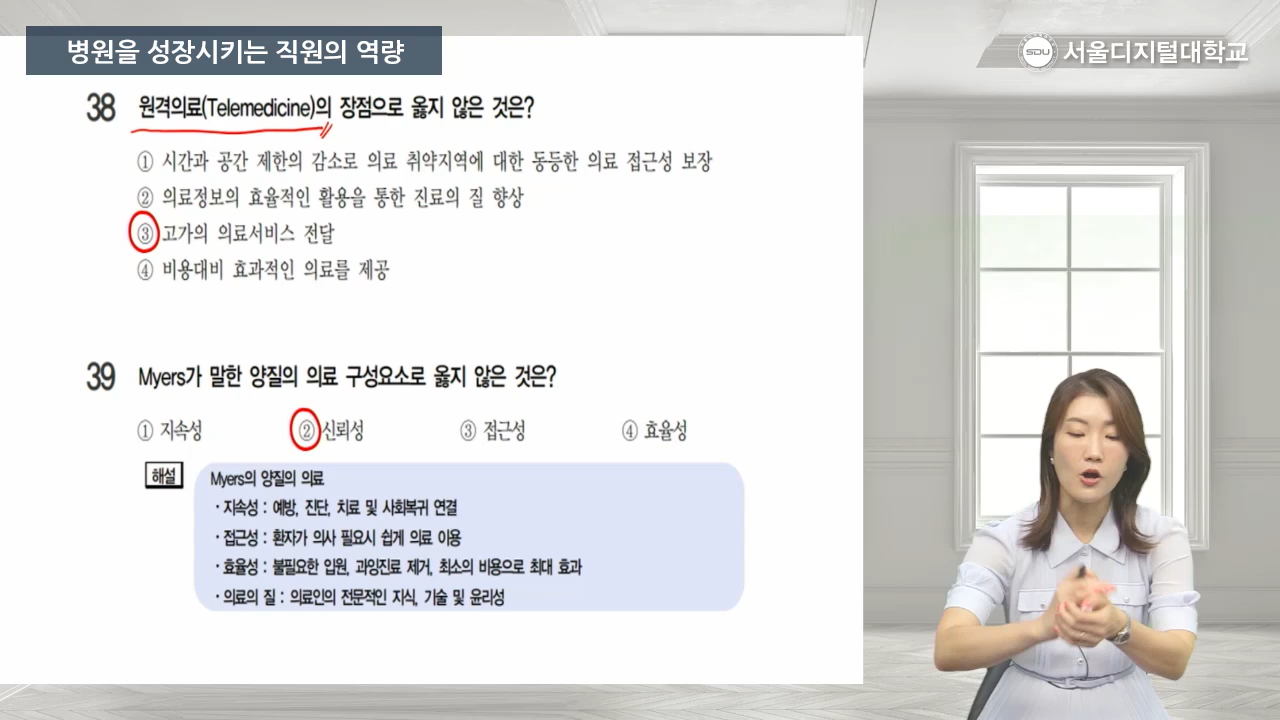 병원을 성장시키는 직원의 역량
SDU 서울디지털대학교
38 원격의료(Telemedicine)의 장점으로 옳지 않은 것은?
① 시간과 공간 제한의 감소로 의료 취약지역에 대한 동등한 의료 접근성 보장
② 의료정보의 효율적인 활용을 통한 진료의 질 향상
③ 고가의 의료서비스 전달
④ 비용대비 효과적인 의료를 제공
39 Myers가 말한 양질의 의료 구성요소로 옳지 않은 것은?
① 지속성 ② 신뢰성 ③ 접근성 ④ 효율성
해설
Myers의 양질의 의료
· 지속성 : 예방, 진단, 치료 및 사회복귀 연결
· 접근성 : 환자가 의사 필요시 쉽게 의료 이용
· 효율성 : 불필요한 입원, 과잉진료 제거, 최소의 비용으로 최대 효과
· 의료의 질 : 의료인의 전문적인 지식, 기술 및 윤리성